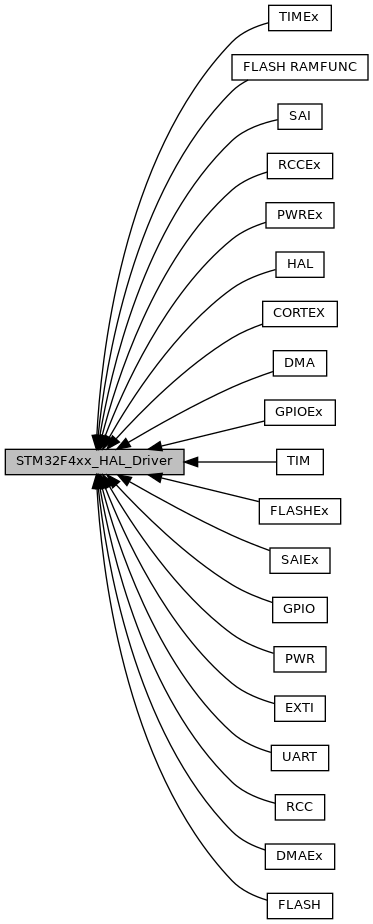 TIMEx
FLASH RAMFUNC
SAI
RCCEx
PWREx
HAL
CORTEX
DMA
GPIOEx
STM32F4xx_HAL_Driver
TIM
FLASHEx
SAIEx
GPIO
PWR
EXTI
UART
RCC
DMAEx
FLASH